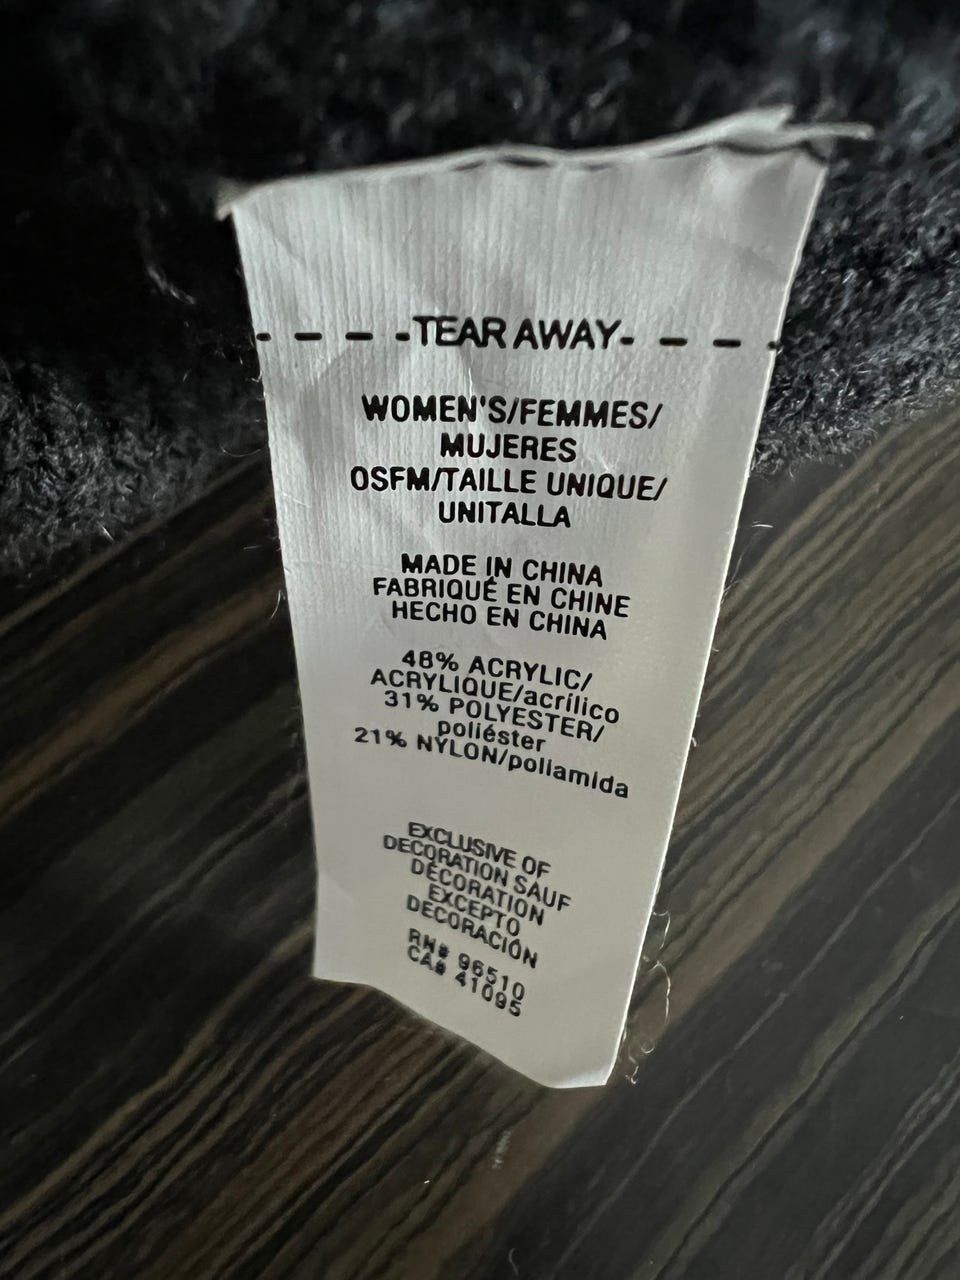 - - - -TEAR AWAY- - - -
WOMEN'S/FEMMES/
MUJERES
OSFM/TAILLE UNIQUE/
UNITALLA
MADE IN CHINA
FABRIQUÉ EN CHINE
HECHO EN CHINA
48% ACRYLIC/
ACRYLIQUE/acrílico
31% POLYESTER/
poliéster
21% NYLON/poliamida
EXCLUSIVE OF
DECORATION SAUF
DÉCORATION
EXCEPTO
DECORACIÓN
RN# 96510
CA# 41095